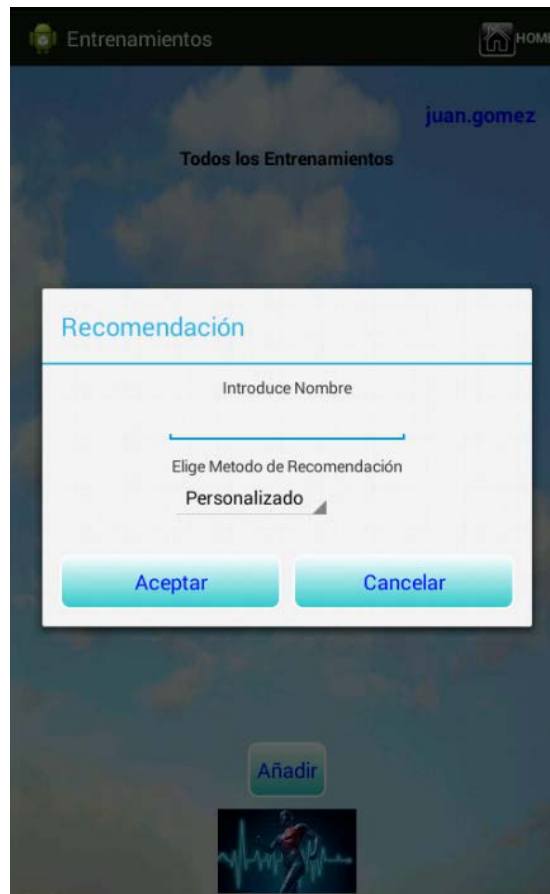 Entrenamientos
HOME
juan.gomez
Todos los Entrenamientos
Recomendación
Introduce Nombre
Elige Metodo de Recomendación
Personalizado
Aceptar
Cancelar
Añadir